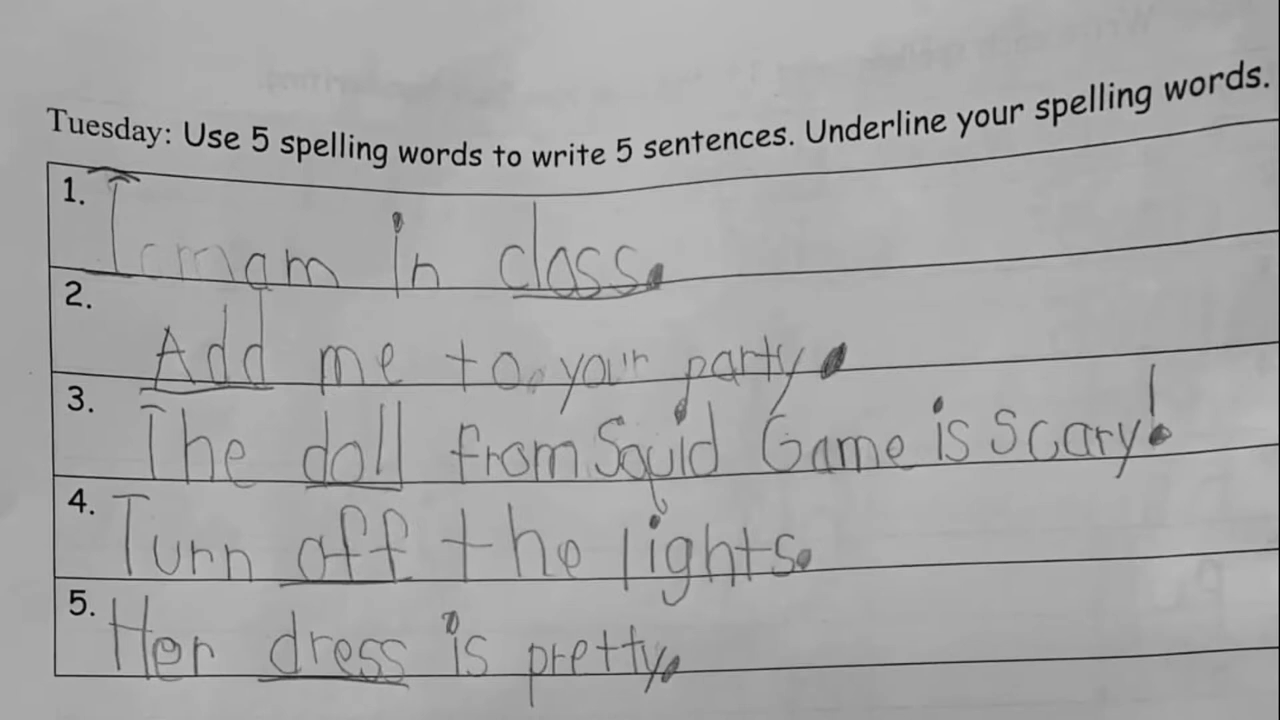 Tuesday: Use 5 spelling words to write 5 sentences. Underline your spelling words.
1. I am in class.
2. Add me to your party.
3. The doll from Squid Game is scary!
4. Turn off the lights.
5. Her dress is pretty.